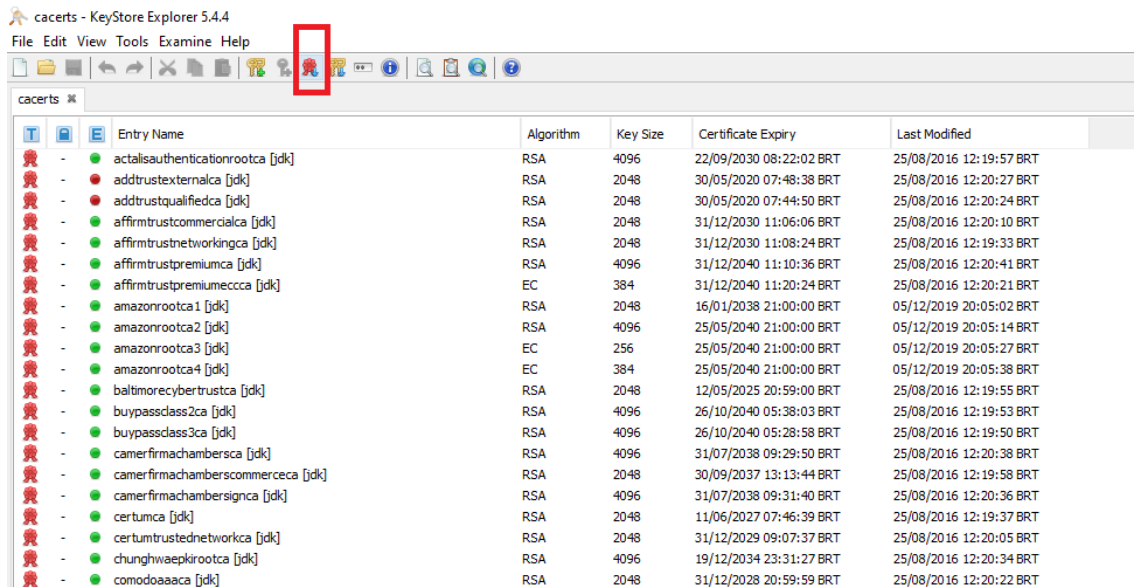 cacerts - KeyStore Explorer 5.4.4
File Edit View Tools Examine Help
cacerts
T E Entry Name Algorithm Key Size Certificate Expiry Last Modified
- actalisauthenticationrootca [jdk] RSA 4096 22/09/2030 08:22:02 BRT 25/08/2016 12:19:57 BRT
- addtrustexternalca [jdk] RSA 2048 30/05/2020 07:48:38 BRT 25/08/2016 12:20:27 BRT
- addtrustqualifiedca [jdk] RSA 2048 30/05/2020 07:44:50 BRT 25/08/2016 12:20:24 BRT
- affirmtrustcommercialca [jdk] RSA 2048 31/12/2030 11:06:06 BRT 25/08/2016 12:20:10 BRT
- affirmtrustnetworkingca [jdk] RSA 2048 31/12/2030 11:08:24 BRT 25/08/2016 12:19:33 BRT
- affirmtrustpremiumca [jdk] RSA 4096 31/12/2040 11:10:36 BRT 25/08/2016 12:20:41 BRT
- affirmtrustpremiumeccca [jdk] EC 384 31/12/2040 11:20:24 BRT 25/08/2016 12:20:21 BRT
- amazonrootca1 [jdk] RSA 2048 16/01/2038 21:00:00 BRT 05/12/2019 20:05:02 BRT
- amazonrootca2 [jdk] RSA 4096 25/05/2040 21:00:00 BRT 05/12/2019 20:05:14 BRT
- amazonrootca3 [jdk] EC 256 25/05/2040 21:00:00 BRT 05/12/2019 20:05:27 BRT
- amazonrootca4 [jdk] EC 384 25/05/2040 21:00:00 BRT 05/12/2019 20:05:38 BRT
- baltimorecybertrustca [jdk] RSA 2048 12/05/2025 20:59:00 BRT 25/08/2016 12:19:55 BRT
- buypassclass2ca [jdk] RSA 4096 26/10/2040 05:38:03 BRT 25/08/2016 12:19:53 BRT
- buypassclass3ca [jdk] RSA 4096 26/10/2040 05:28:58 BRT 25/08/2016 12:19:50 BRT
- camerfirmachambersca [jdk] RSA 4096 31/07/2038 09:29:50 BRT 25/08/2016 12:20:38 BRT
- camerfirmachamberscommerceca [jdk] RSA 2048 30/09/2037 13:13:44 BRT 25/08/2016 12:19:58 BRT
- camerfirmachambersignca [jdk] RSA 4096 31/07/2038 09:31:40 BRT 25/08/2016 12:20:36 BRT
- certumca [jdk] RSA 2048 11/06/2027 07:46:39 BRT 25/08/2016 12:19:37 BRT
- certumtrustednetworkca [jdk] RSA 2048 31/12/2029 09:07:37 BRT 25/08/2016 12:20:05 BRT
- chunghwaepkirootca [jdk] RSA 4096 19/12/2034 23:31:27 BRT 25/08/2016 12:20:34 BRT
- comodoaaaca [jdk] RSA 2048 31/12/2028 20:59:59 BRT 25/08/2016 12:20:22 BRT